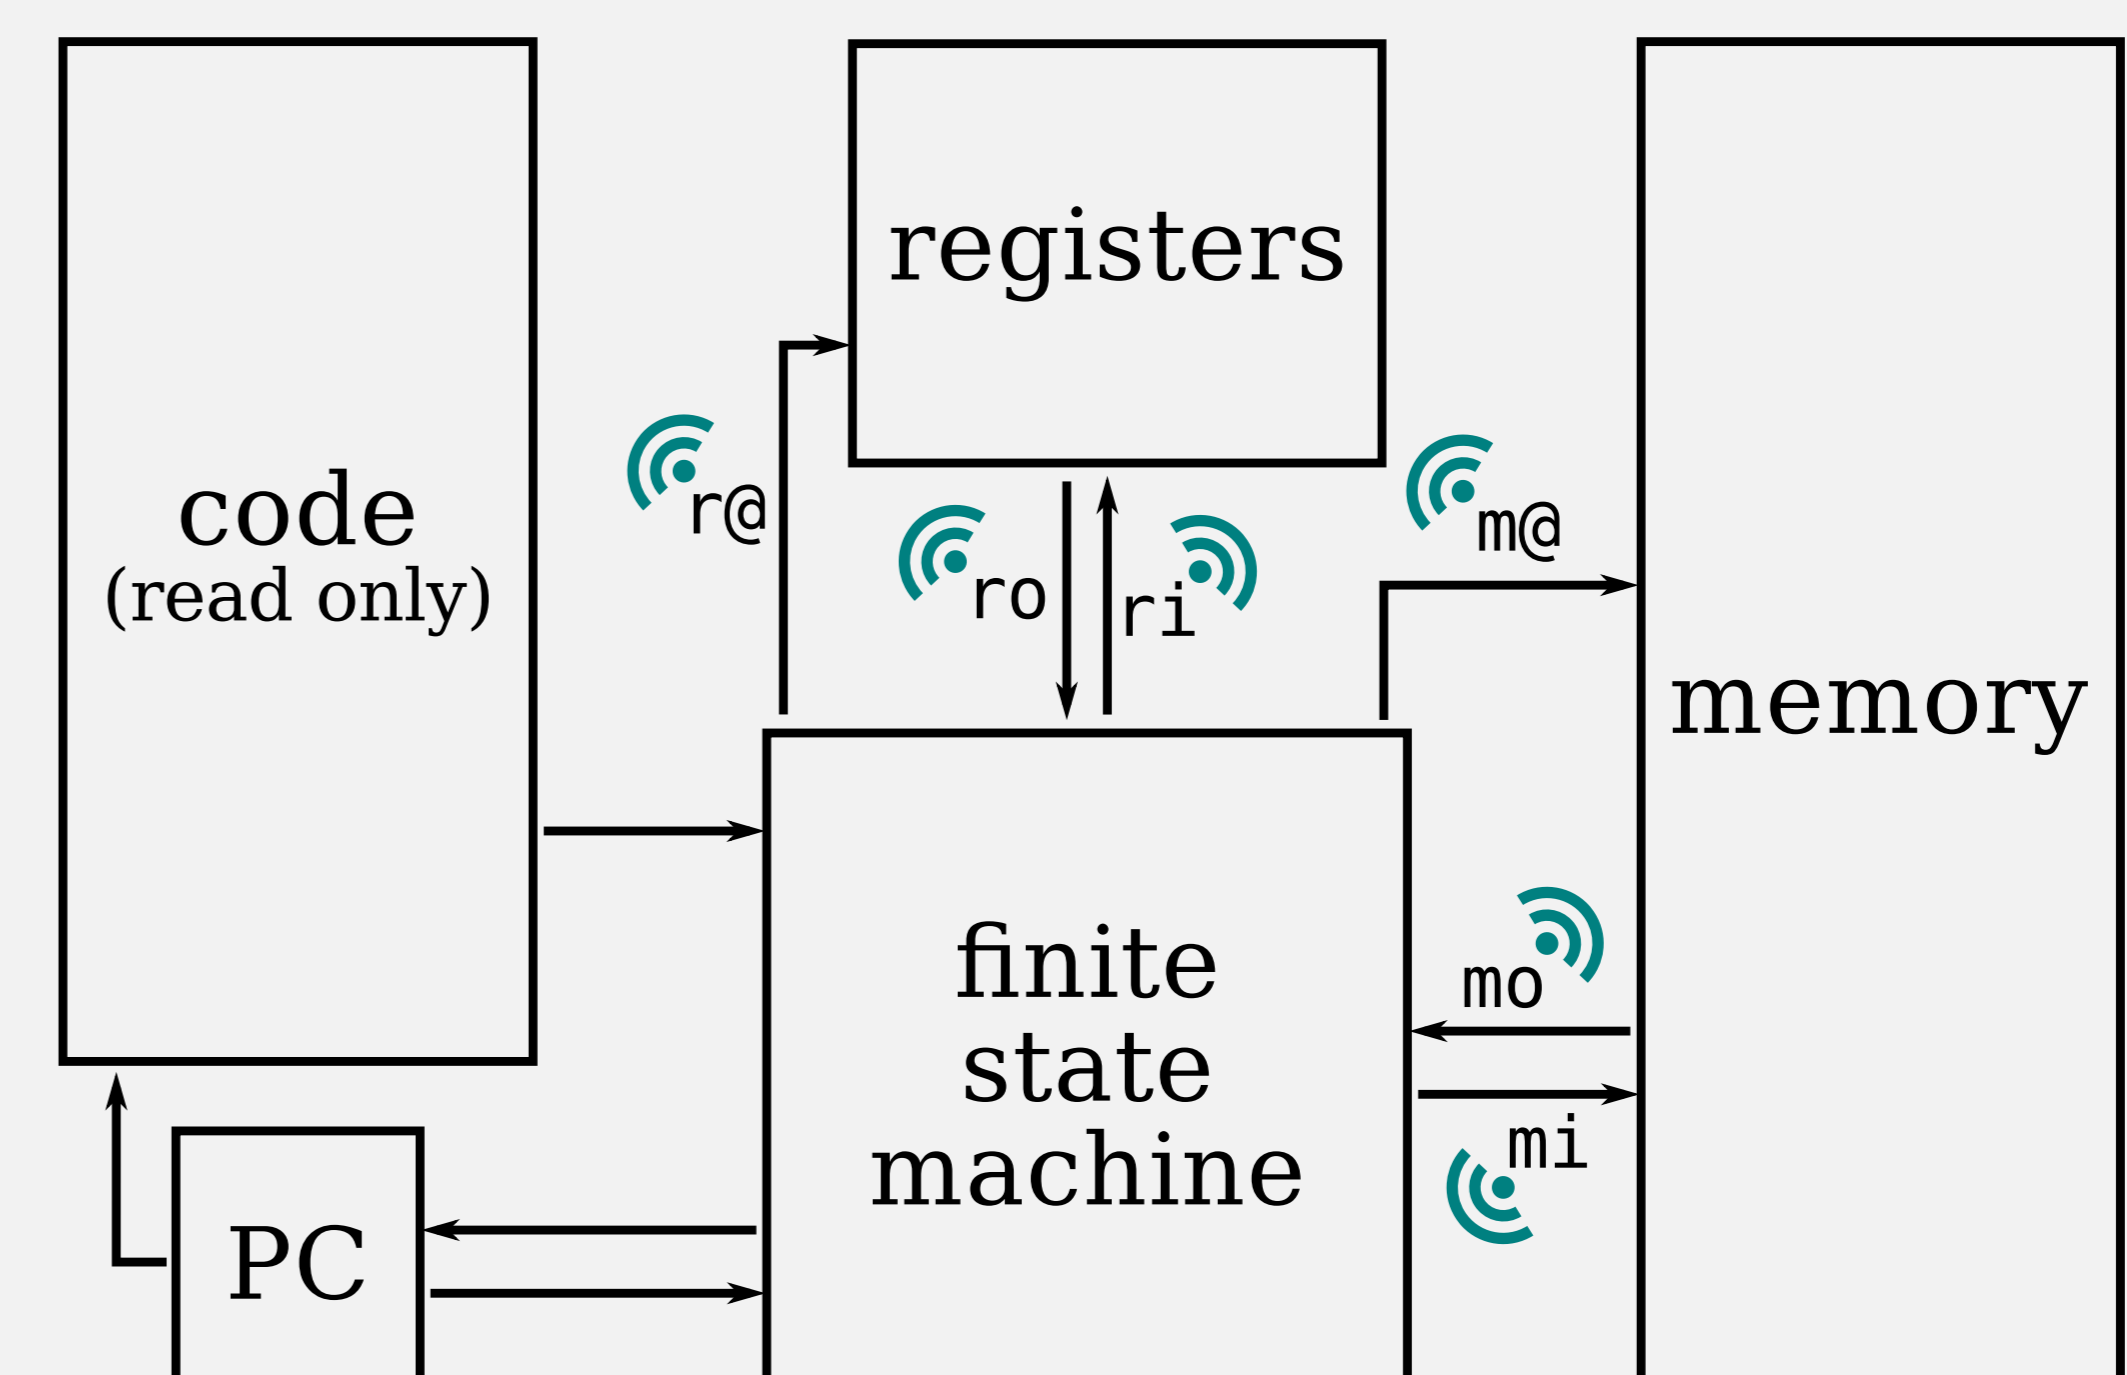 code
(read only)
registers
r@
ro
ri
m@
memory
finite
state
machine
mo
mi
PC